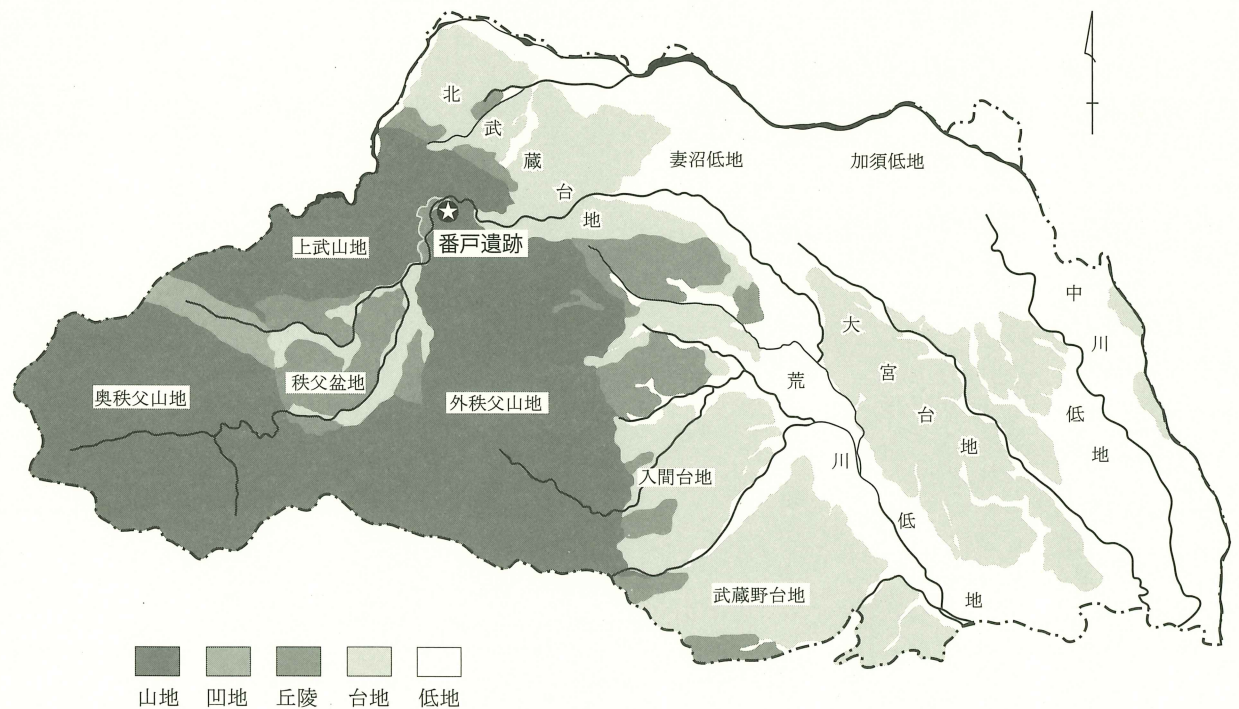 北武蔵台地
妻沼低地
加須低地
番戸遺跡
上武山地
中川低地
大宮台地
秩父盆地
奥秩父山地
外秩父山地
荒川低地
入間台地
武蔵野台地
山地
凹地
丘陵
台地
低地